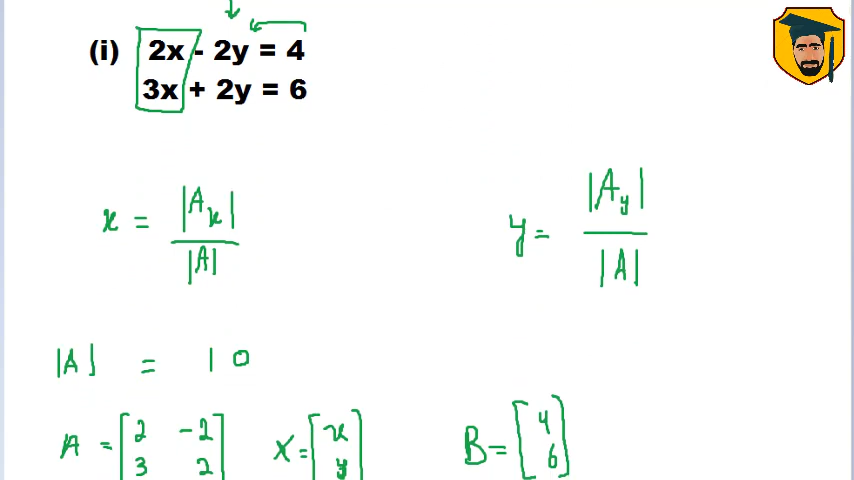 (i) 2x - 2y = 4
3x + 2y = 6
x = |Ax| / |A|
y = |Ay| / |A|
|A| = 10
A = [2 -2
3 2]
X = [x
y]
B = [4
6]